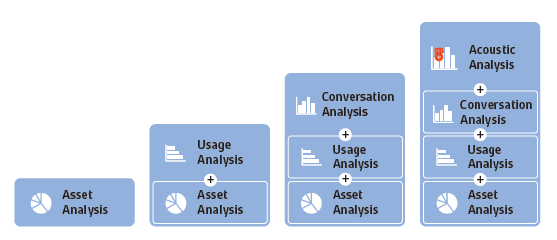 Asset
Analysis
Usage
Analysis
+
Asset
Analysis
Conversation
Analysis
+
Usage
Analysis
+
Asset
Analysis
Acoustic
Analysis
+
Conversation
Analysis
+
Usage
Analysis
+
Asset
Analysis